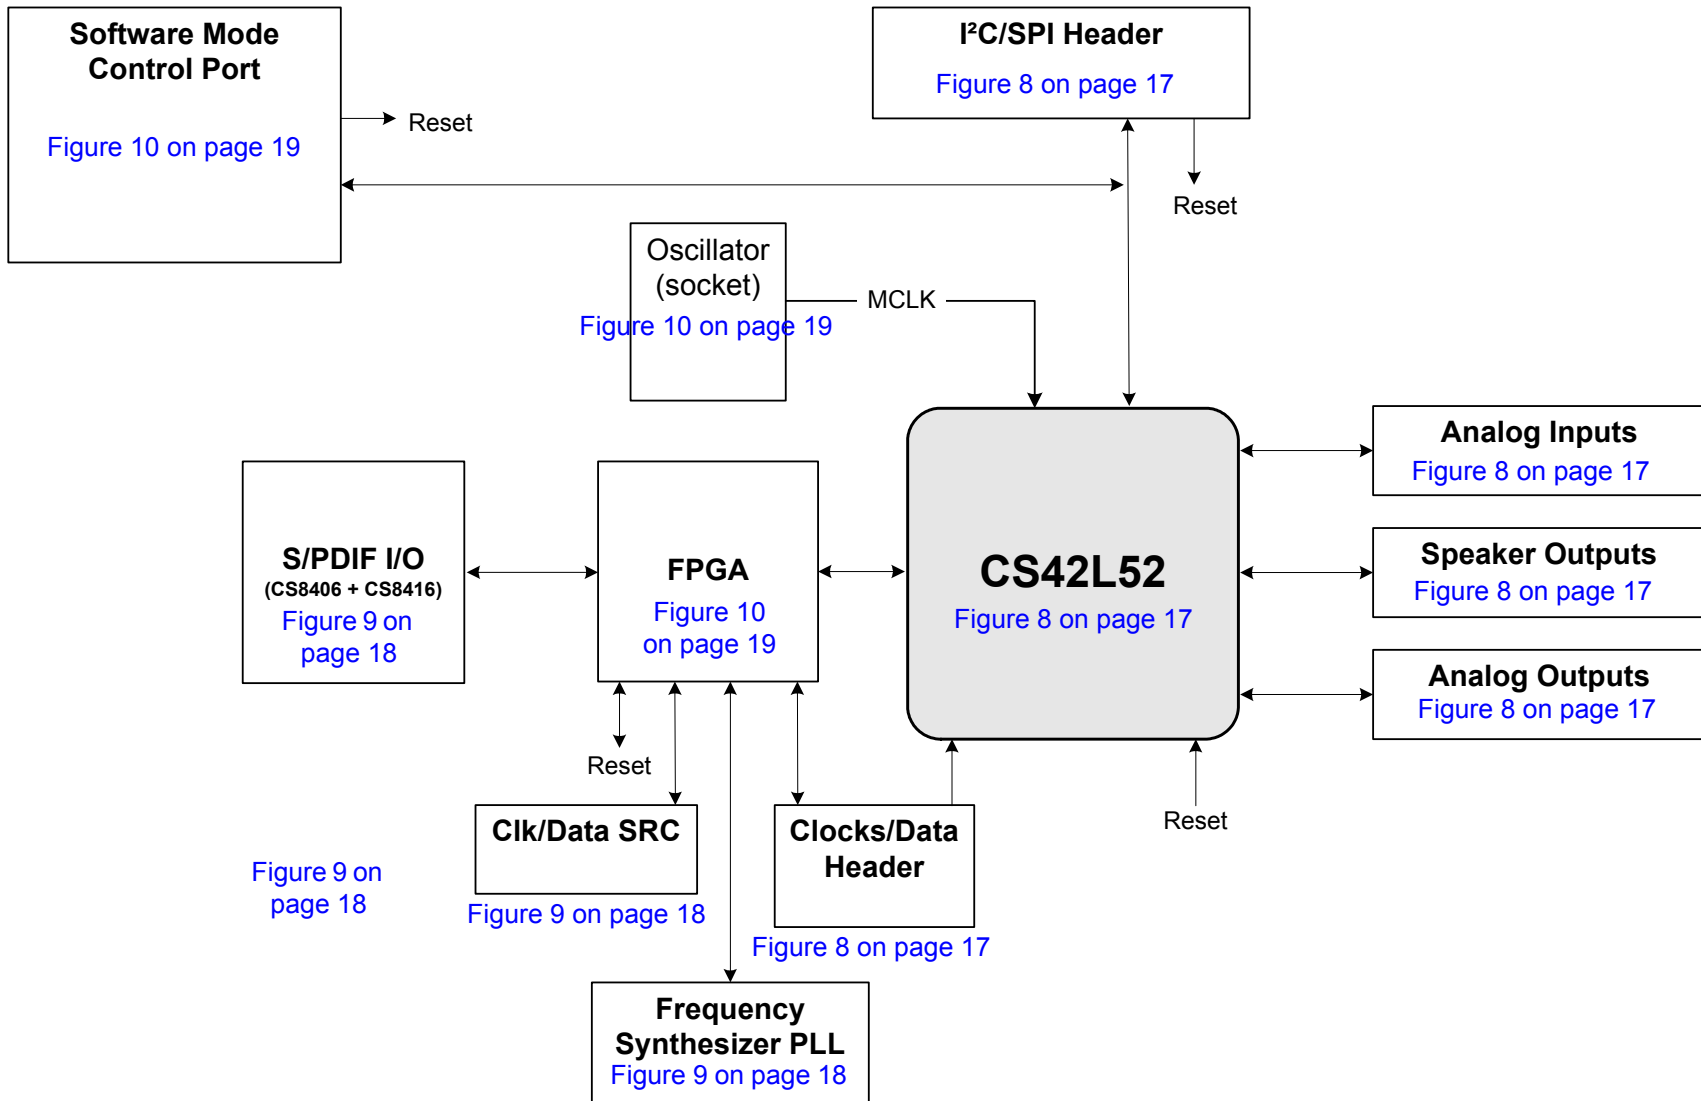 Software Mode
Control Port
Figure 10 on page 19
Reset
I²C/SPI Header
Figure 8 on page 17
Reset
Oscillator
(socket)
Figure 10 on page 19
MCLK
S/PDIF I/O
(CS8406 + CS8416)
Figure 9 on
page 18
FPGA
Figure 10
on page 19
CS42L52
Figure 8 on page 17
Analog Inputs
Figure 8 on page 17
Speaker Outputs
Figure 8 on page 17
Analog Outputs
Figure 8 on page 17
Reset
Clk/Data SRC
Figure 9 on page 18
Clocks/Data
Header
Figure 8 on page 17
Reset
Figure 9 on
page 18
Frequency
Synthesizer PLL
Figure 9 on page 18